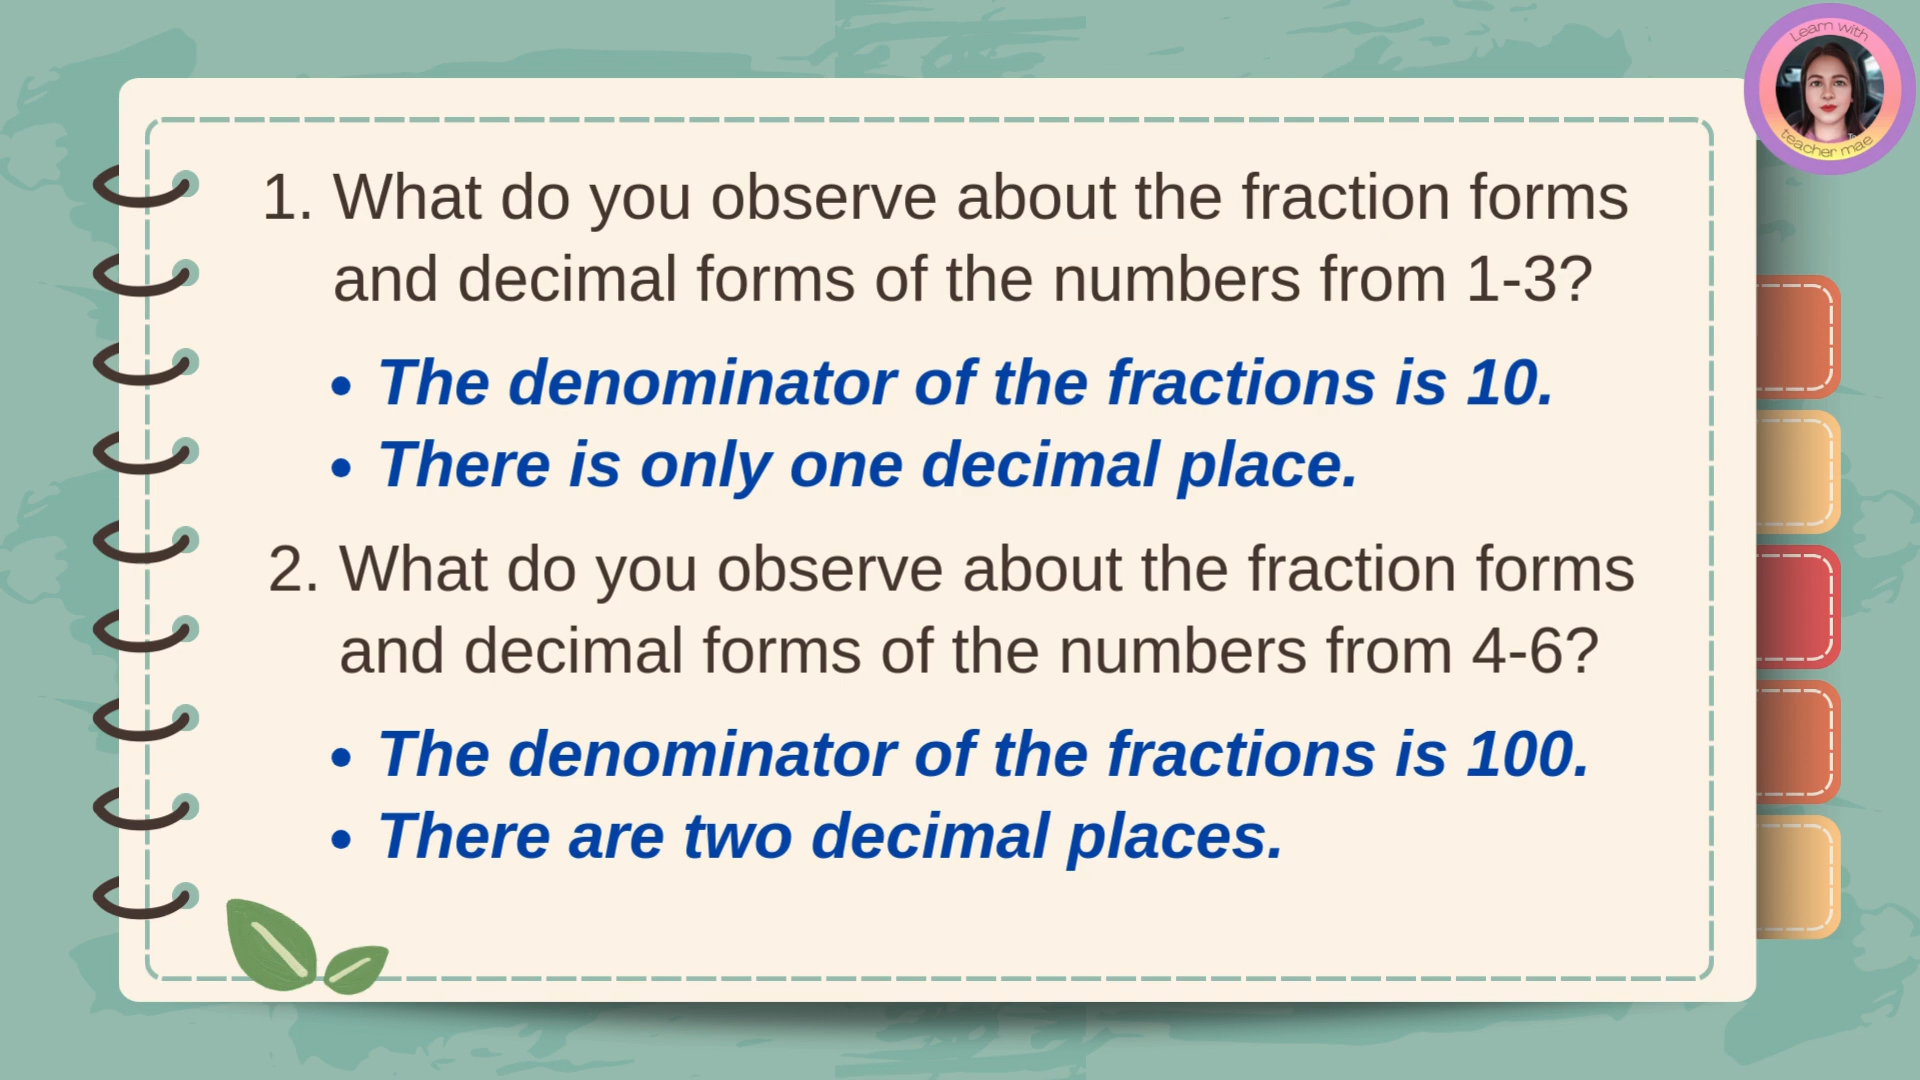 Learn with
teacher mae
1. What do you observe about the fraction forms
and decimal forms of the numbers from 1-3?
• The denominator of the fractions is 10.
• There is only one decimal place.
2. What do you observe about the fraction forms
and decimal forms of the numbers from 4-6?
• The denominator of the fractions is 100.
• There are two decimal places.